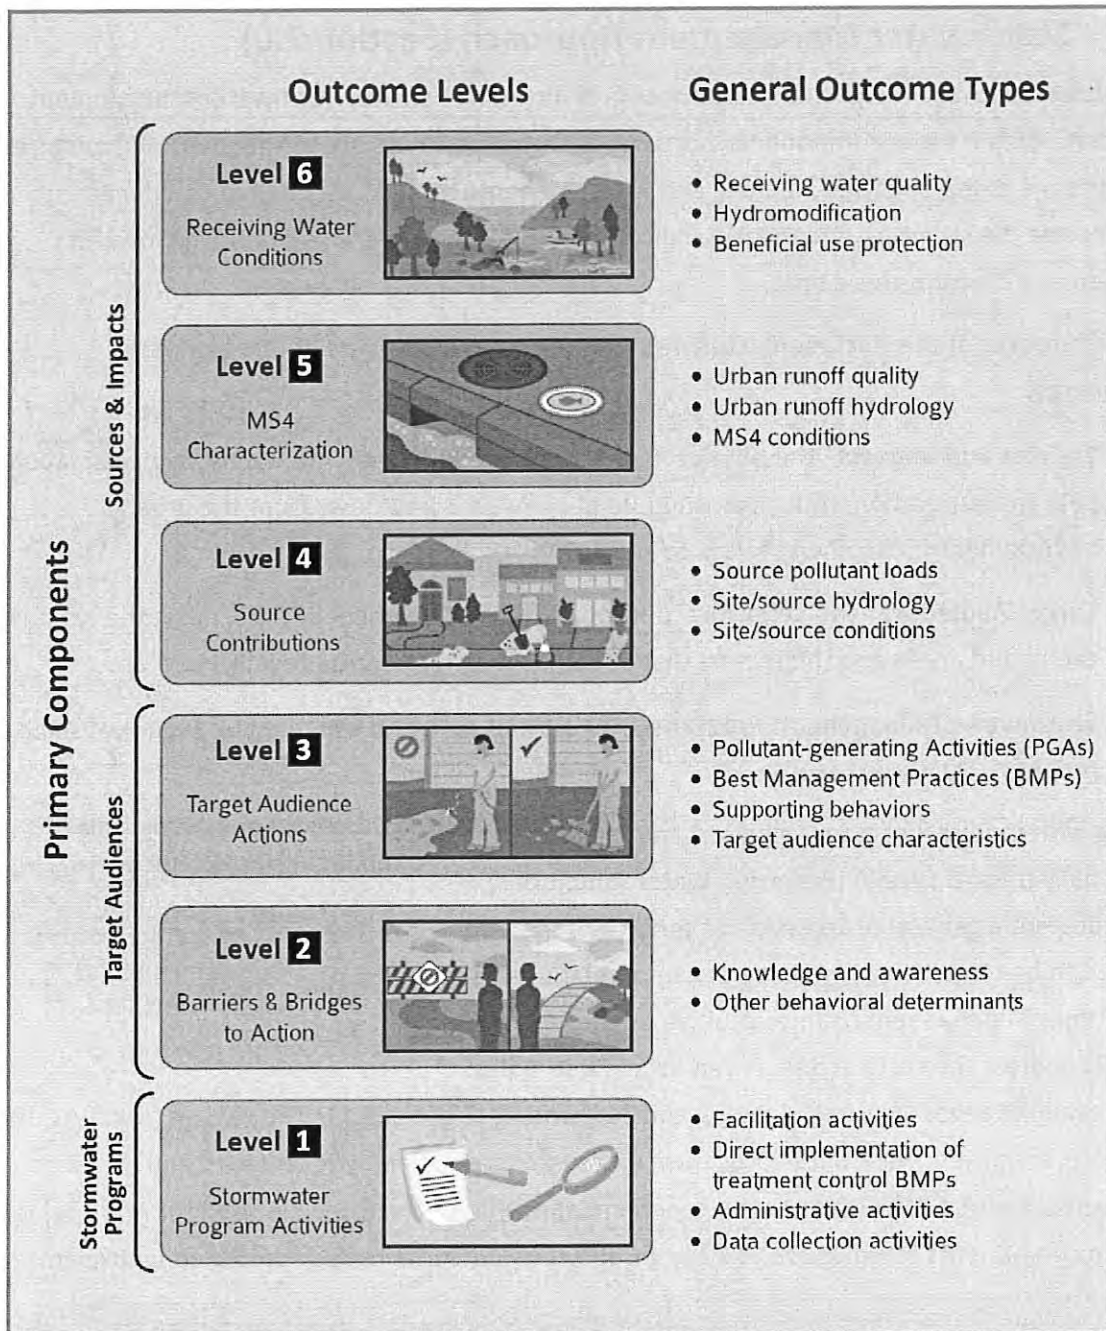 Outcome Levels
General Outcome Types
Primary Components
Sources & Impacts
Level 6
Receiving Water
Conditions
• Receiving water quality
• Hydromodification
• Beneficial use protection
Level 5
MS4
Characterization
• Urban runoff quality
• Urban runoff hydrology
• MS4 conditions
Level 4
Source
Contributions
• Source pollutant loads
• Site/source hydrology
• Site/source conditions
Target Audiences
Level 3
Target Audience
Actions
• Pollutant-generating Activities (PGAs)
• Best Management Practices (BMPs)
• Supporting behaviors
• Target audience characteristics
Level 2
Barriers & Bridges
to Action
• Knowledge and awareness
• Other behavioral determinants
Stormwater
Programs
Level 1
Stormwater
Program Activities
• Facilitation activities
• Direct implementation of
treatment control BMPs
• Administrative activities
• Data collection activities